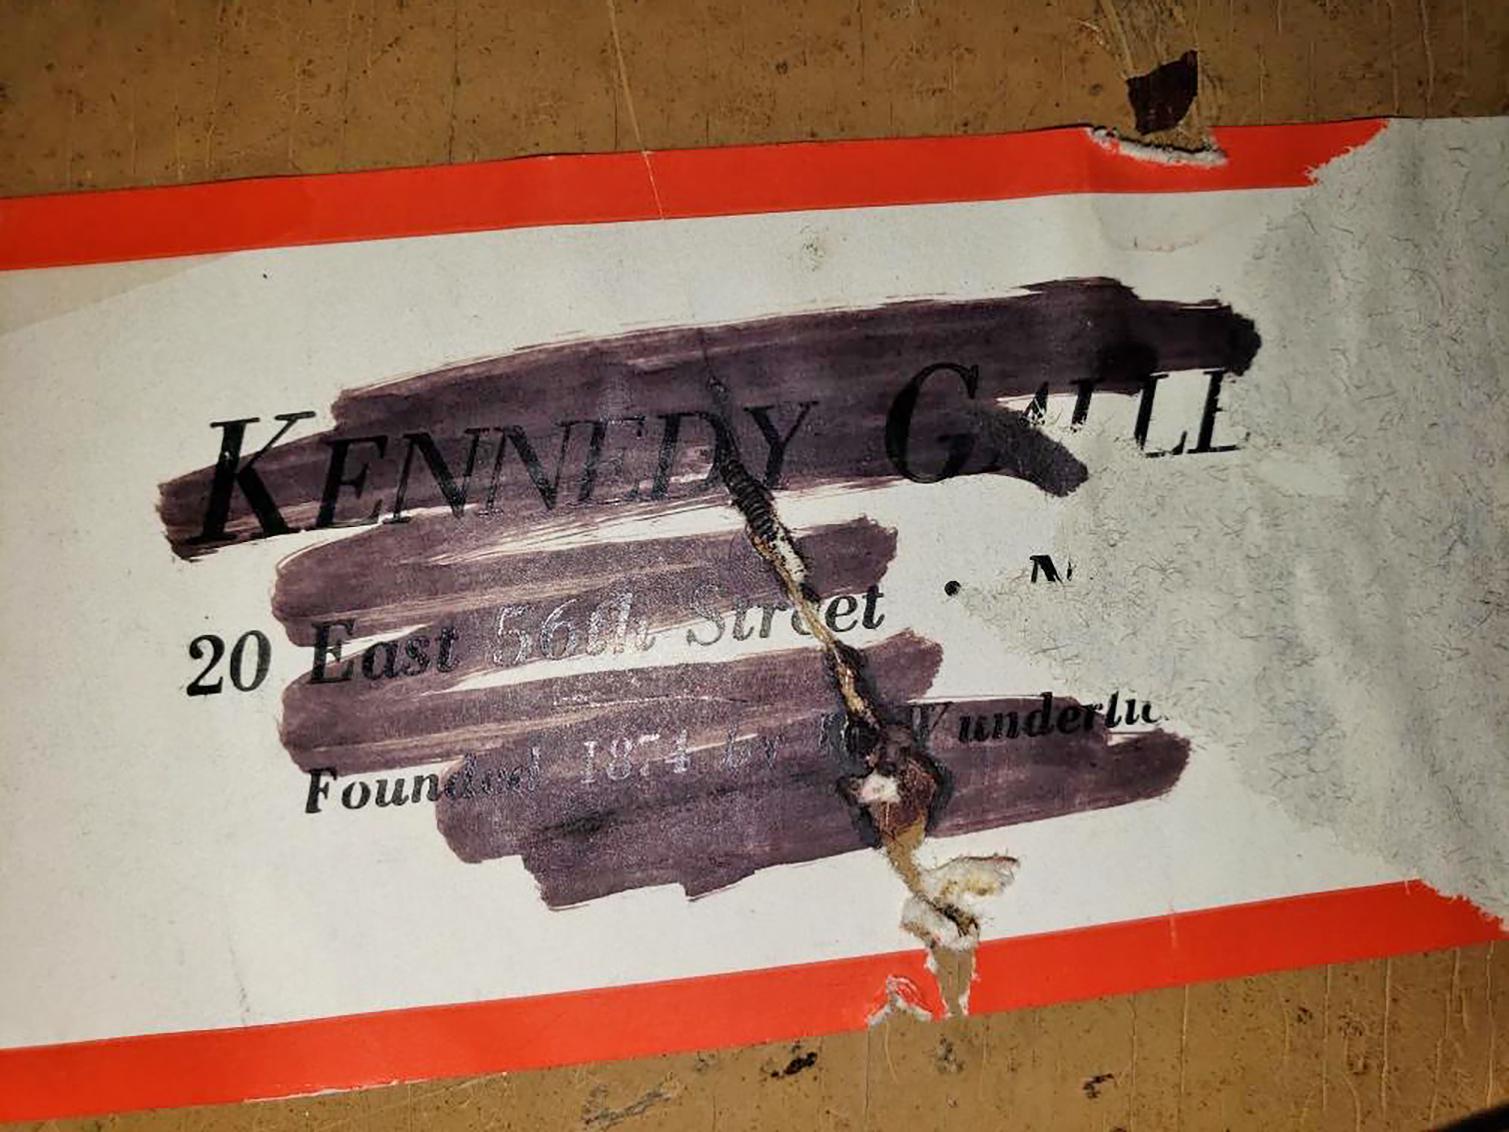 KENNEDY GALLE
20 East 56th Street • N
Founded 1874 by H. Wunderlic